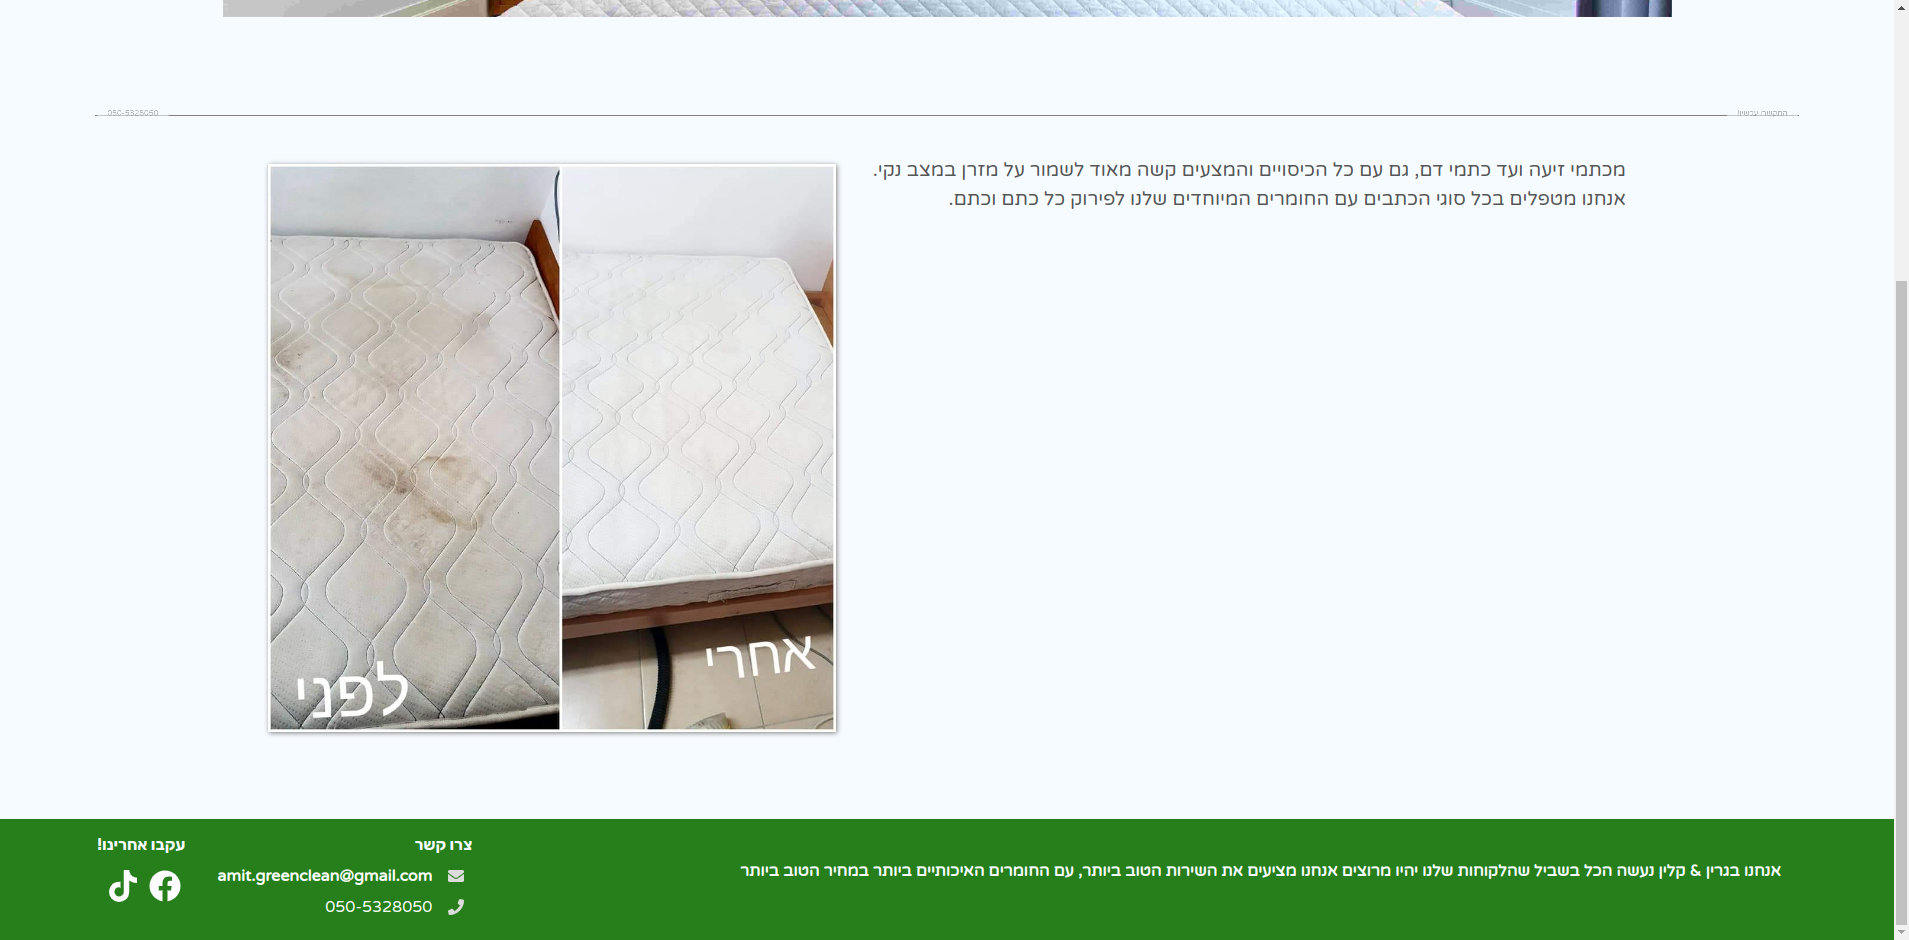 התקשרו עכשיו!
050-5328050
מכתמי זיעה ועד כתמי דם, גם עם כל הכיסויים והמצעים קשה מאוד לשמור על מזרן במצב נקי.
אנחנו מטפלים בכל סוגי הכתבים עם החומרים המיוחדים שלנו לפירוק כל כתם וכתם.
אחרי
לפני
אנחנו בגרין & קלין נעשה הכל בשביל שהלקוחות שלנו יהיו מרוצים אנחנו מציעים את השירות הטוב ביותר, עם החומרים האיכותיים ביותר במחיר הטוב ביותר
צרו קשר
amit.greenclean@gmail.com
050-5328050
עקבו אחרינו!